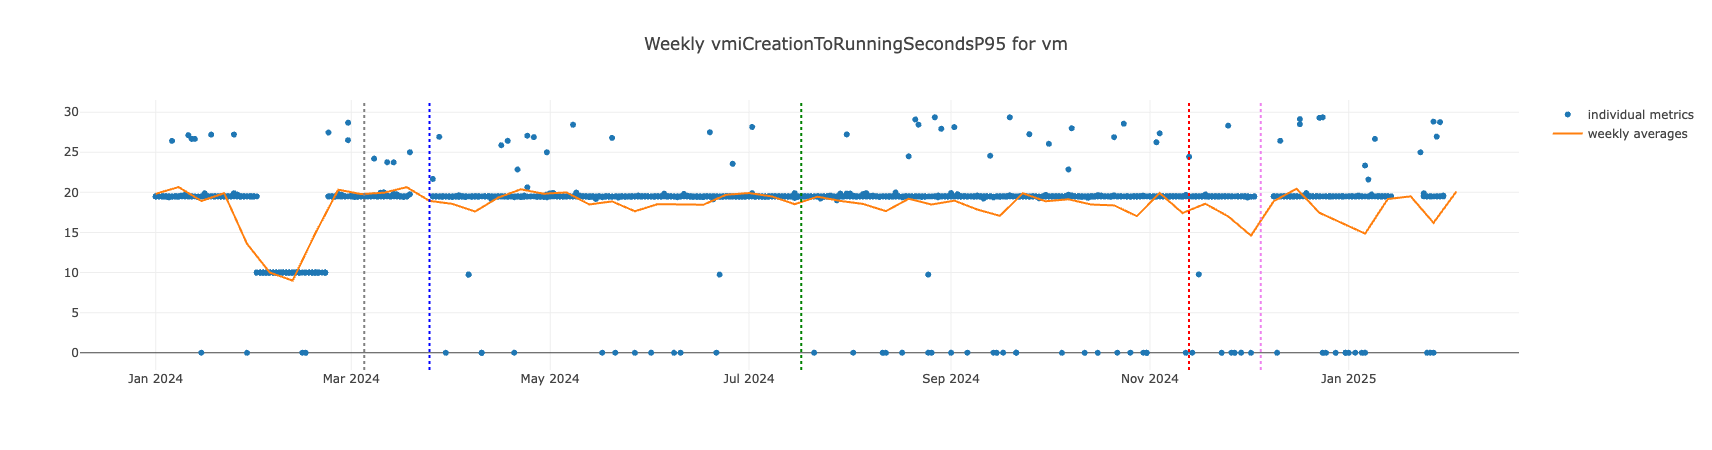 Weekly vmiCreationToRunningSecondsP95 for vm
30
25
20
15
10
5
0
Jan 2024
Mar 2024
May 2024
Jul 2024
Sep 2024
Nov 2024
Jan 2025
individual metrics
weekly averages